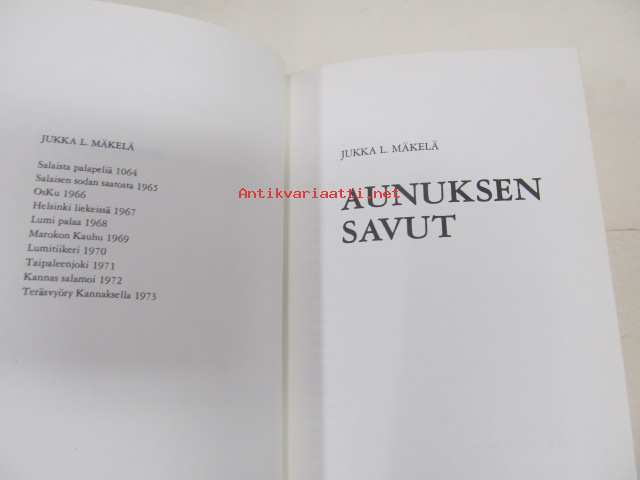 JUKKA L. MÄKELÄ
Salaista palapeliä 1064
Salaisen sodan saatosta 1965
OsKu 1966
Helsinki liekeissä 1967
Lumi palaa 1968
Marokon Kauhu 1969
Lumitiikeri 1970
Taipaleenjoki 1971
Kannas salamoi 1972
Teräsvyöry Kannaksella 1973
JUKKA L. MÄKELÄ
AUNUKSEN
SAVUT
Antikvariaatti.net